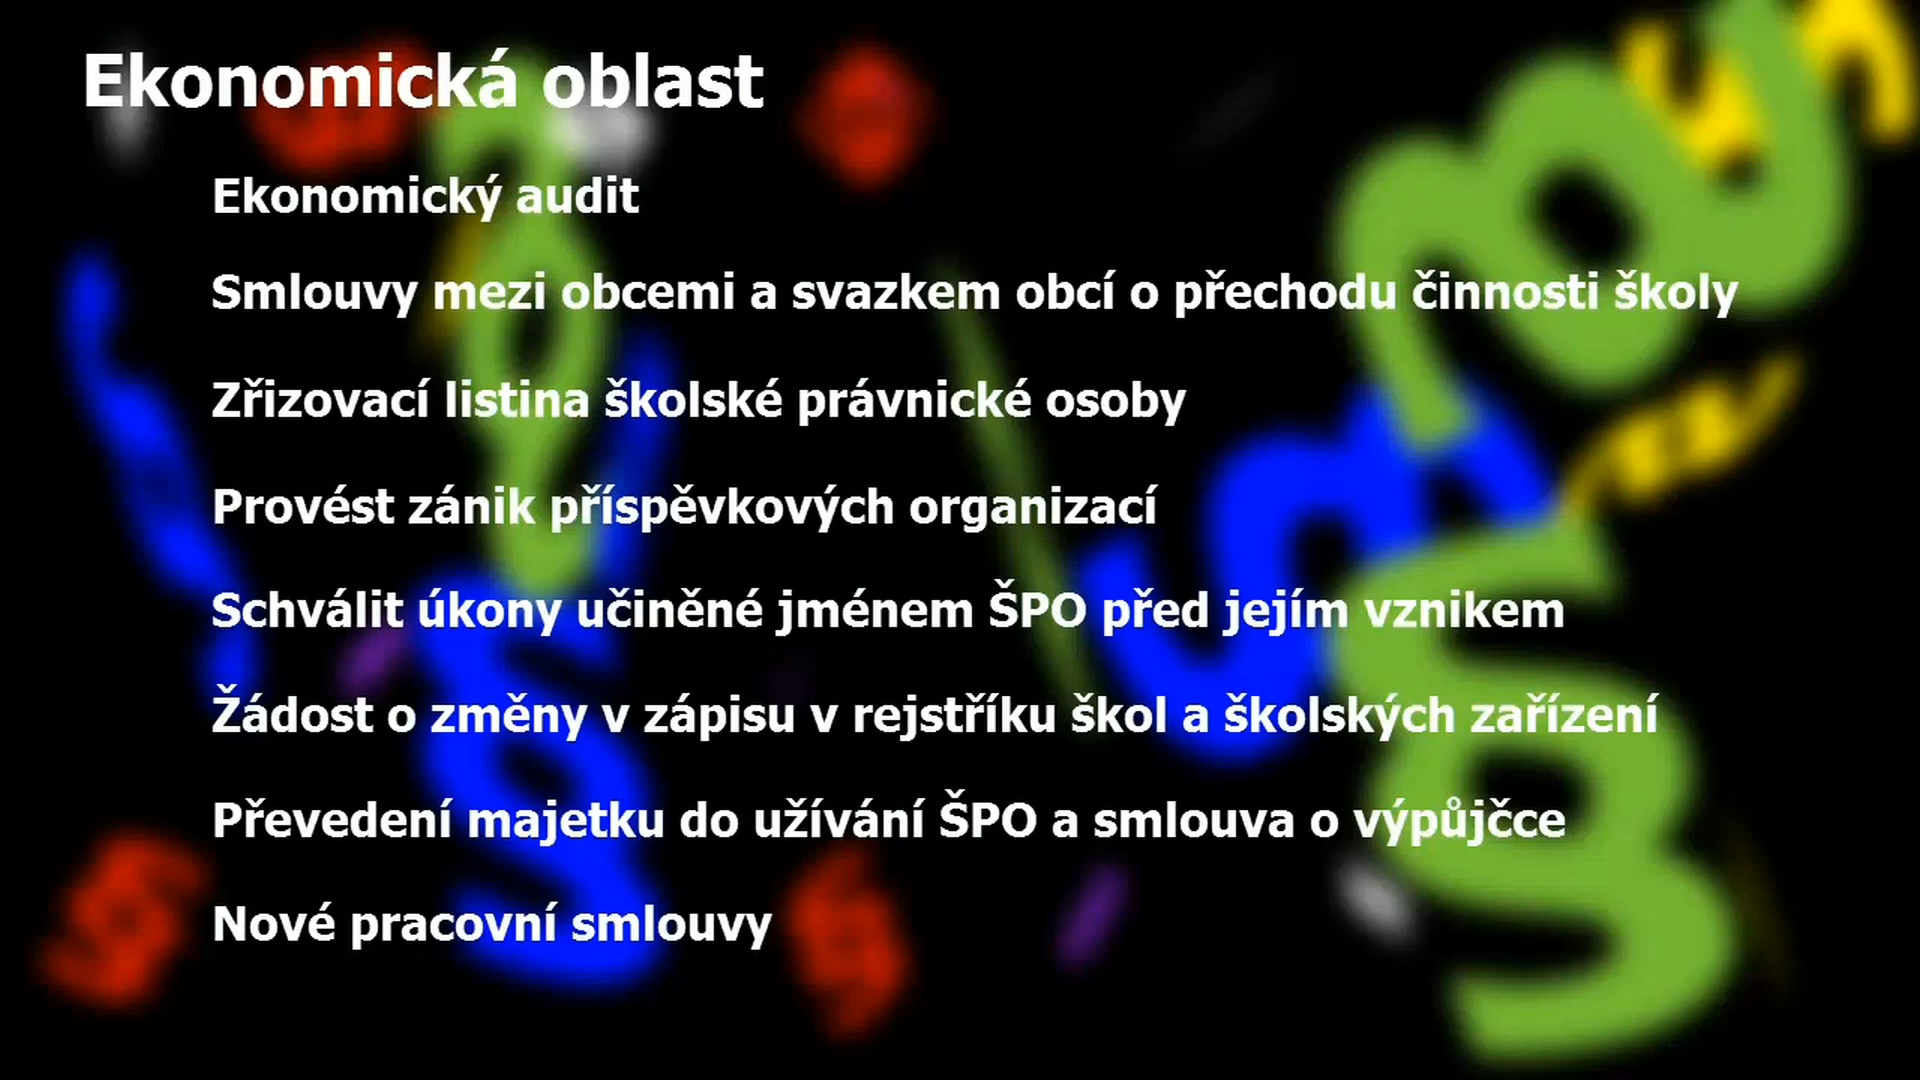 Ekonomická oblast
Ekonomický audit
Smlouvy mezi obcemi a svazkem obcí o přechodu činnosti školy
Zřizovací listina školské právnické osoby
Provést zánik příspěvkových organizací
Schválit úkony učiněné jménem ŠPO před jejím vznikem
Žádost o změny v zápisu v rejstříku škol a školských zařízení
Převedení majetku do užívání ŠPO a smlouva o výpůjčce
Nové pracovní smlouvy